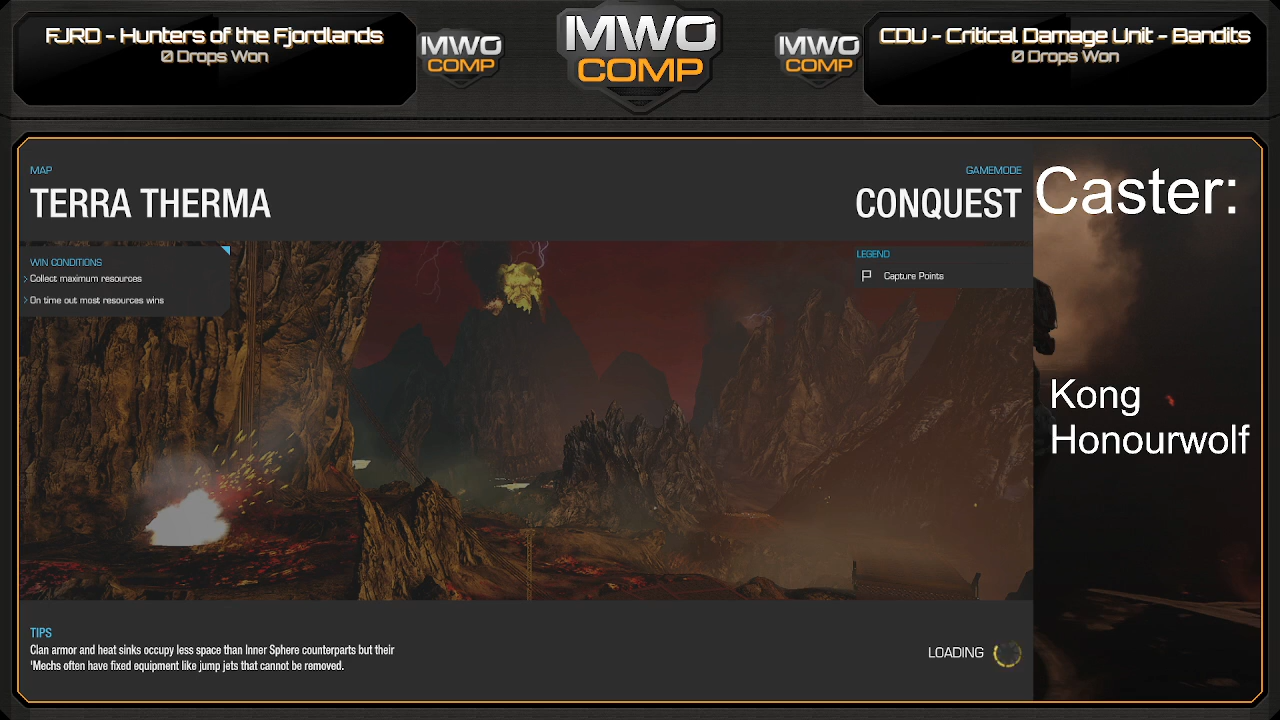 FJRD - Hunters of the Fjordlands
0 Drops Won
MWO
COMP
MWO
COMP
MWO
COMP
CDU - Critical Damage Unit - Bandits
0 Drops Won
MAP
TERRA THERMA
GAMEMODE
CONQUEST
WIN CONDITIONS
› Collect maximum resources
› On time out most resources wins
LEGEND
Capture Points
Caster:
Kong
Honourwolf
TIPS
Clan armor and heat sinks occupy less space than Inner Sphere counterparts but their
'Mechs often have fixed equipment like jump jets that cannot be removed.
LOADING